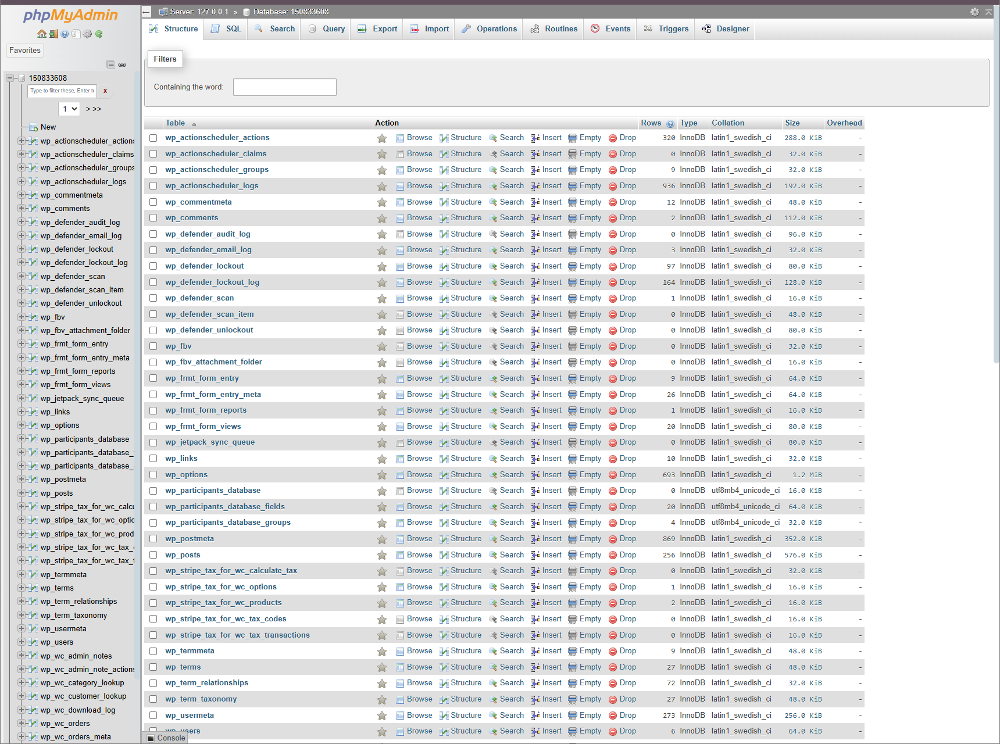 phpMyAdmin
Favorites
150833608
Type to filter these, Enter to
X
1 > >>
New
wp_actionscheduler_actions
wp_actionscheduler_claims
wp_actionscheduler_groups
wp_actionscheduler_logs
wp_commentmeta
wp_comments
wp_defender_audit_log
wp_defender_email_log
wp_defender_lockout
wp_defender_lockout_log
wp_defender_scan
wp_defender_scan_item
wp_defender_unlockout
wp_fbv
wp_fbv_attachment_folder
wp_frmt_form_entry
wp_frmt_form_entry_meta
wp_frmt_form_reports
wp_frmt_form_views
wp_jetpack_sync_queue
wp_links
wp_options
wp_participants_database
wp_participants_database_
wp_participants_database_
wp_postmeta
wp_posts
wp_stripe_tax_for_wc_calcu
wp_stripe_tax_for_wc_optio
wp_stripe_tax_for_wc_prod
wp_stripe_tax_for_wc_tax_
wp_stripe_tax_for_wc_tax_t
wp_termmeta
wp_terms
wp_term_relationships
wp_term_taxonomy
wp_usermeta
wp_users
wp_wc_admin_notes
wp_wc_admin_note_actions
wp_wc_category_lookup
wp_wc_customer_lookup
wp_wc_download_log
wp_wc_orders
wp_wc_orders_meta
Server: 127.0.0.1 » Database: 150833608
Structure SQL Search Query Export Import Operations Routines Events Triggers Designer
Filters
Containing the word:
Table Action Rows Type Collation Size Overhead
wp_actionscheduler_actions Browse Structure Search Insert Empty Drop 320 InnoDB latin1_swedish_ci 288.0 KiB -
wp_actionscheduler_claims Browse Structure Search Insert Empty Drop 0 InnoDB latin1_swedish_ci 32.0 KiB -
wp_actionscheduler_groups Browse Structure Search Insert Empty Drop 9 InnoDB latin1_swedish_ci 32.0 KiB -
wp_actionscheduler_logs Browse Structure Search Insert Empty Drop 936 InnoDB latin1_swedish_ci 192.0 KiB -
wp_commentmeta Browse Structure Search Insert Empty Drop 12 InnoDB latin1_swedish_ci 48.0 KiB -
wp_comments Browse Structure Search Insert Empty Drop 2 InnoDB latin1_swedish_ci 112.0 KiB -
wp_defender_audit_log Browse Structure Search Insert Empty Drop 0 InnoDB latin1_swedish_ci 96.0 KiB -
wp_defender_email_log Browse Structure Search Insert Empty Drop 3 InnoDB latin1_swedish_ci 32.0 KiB -
wp_defender_lockout Browse Structure Search Insert Empty Drop 97 InnoDB latin1_swedish_ci 80.0 KiB -
wp_defender_lockout_log Browse Structure Search Insert Empty Drop 164 InnoDB latin1_swedish_ci 128.0 KiB -
wp_defender_scan Browse Structure Search Insert Empty Drop 1 InnoDB latin1_swedish_ci 16.0 KiB -
wp_defender_scan_item Browse Structure Search Insert Empty Drop 0 InnoDB latin1_swedish_ci 48.0 KiB -
wp_defender_unlockout Browse Structure Search Insert Empty Drop 0 InnoDB latin1_swedish_ci 80.0 KiB -
wp_fbv Browse Structure Search Insert Empty Drop 0 InnoDB latin1_swedish_ci 32.0 KiB -
wp_fbv_attachment_folder Browse Structure Search Insert Empty Drop 0 InnoDB latin1_swedish_ci 16.0 KiB -
wp_frmt_form_entry Browse Structure Search Insert Empty Drop 9 InnoDB latin1_swedish_ci 64.0 KiB -
wp_frmt_form_entry_meta Browse Structure Search Insert Empty Drop 26 InnoDB latin1_swedish_ci 64.0 KiB -
wp_frmt_form_reports Browse Structure Search Insert Empty Drop 1 InnoDB latin1_swedish_ci 16.0 KiB -
wp_frmt_form_views Browse Structure Search Insert Empty Drop 20 InnoDB latin1_swedish_ci 80.0 KiB -
wp_jetpack_sync_queue Browse Structure Search Insert Empty Drop 0 InnoDB latin1_swedish_ci 80.0 KiB -
wp_links Browse Structure Search Insert Empty Drop 10 InnoDB latin1_swedish_ci 32.0 KiB -
wp_options Browse Structure Search Insert Empty Drop 693 InnoDB latin1_swedish_ci 1.2 MiB -
wp_participants_database Browse Structure Search Insert Empty Drop 0 InnoDB utf8mb4_unicode_ci 16.0 KiB -
wp_participants_database_fields Browse Structure Search Insert Empty Drop 20 InnoDB utf8mb4_unicode_ci 64.0 KiB -
wp_participants_database_groups Browse Structure Search Insert Empty Drop 4 InnoDB utf8mb4_unicode_ci 32.0 KiB -
wp_postmeta Browse Structure Search Insert Empty Drop 869 InnoDB latin1_swedish_ci 352.0 KiB -
wp_posts Browse Structure Search Insert Empty Drop 256 InnoDB latin1_swedish_ci 576.0 KiB -
wp_stripe_tax_for_wc_calculate_tax Browse Structure Search Insert Empty Drop 0 InnoDB latin1_swedish_ci 32.0 KiB -
wp_stripe_tax_for_wc_options Browse Structure Search Insert Empty Drop 1 InnoDB latin1_swedish_ci 16.0 KiB -
wp_stripe_tax_for_wc_products Browse Structure Search Insert Empty Drop 2 InnoDB latin1_swedish_ci 16.0 KiB -
wp_stripe_tax_for_wc_tax_codes Browse Structure Search Insert Empty Drop 0 InnoDB latin1_swedish_ci 16.0 KiB -
wp_stripe_tax_for_wc_tax_transactions Browse Structure Search Insert Empty Drop 0 InnoDB latin1_swedish_ci 16.0 KiB -
wp_termmeta Browse Structure Search Insert Empty Drop 9 InnoDB latin1_swedish_ci 48.0 KiB -
wp_terms Browse Structure Search Insert Empty Drop 27 InnoDB latin1_swedish_ci 48.0 KiB -
wp_term_relationships Browse Structure Search Insert Empty Drop 72 InnoDB latin1_swedish_ci 32.0 KiB -
wp_term_taxonomy Browse Structure Search Insert Empty Drop 27 InnoDB latin1_swedish_ci 48.0 KiB -
wp_usermeta Browse Structure Search Insert Empty Drop 273 InnoDB latin1_swedish_ci 256.0 KiB -
wp_users Browse Structure Search Insert Empty Drop 6 InnoDB latin1_swedish_ci 64.0 KiB -
Console